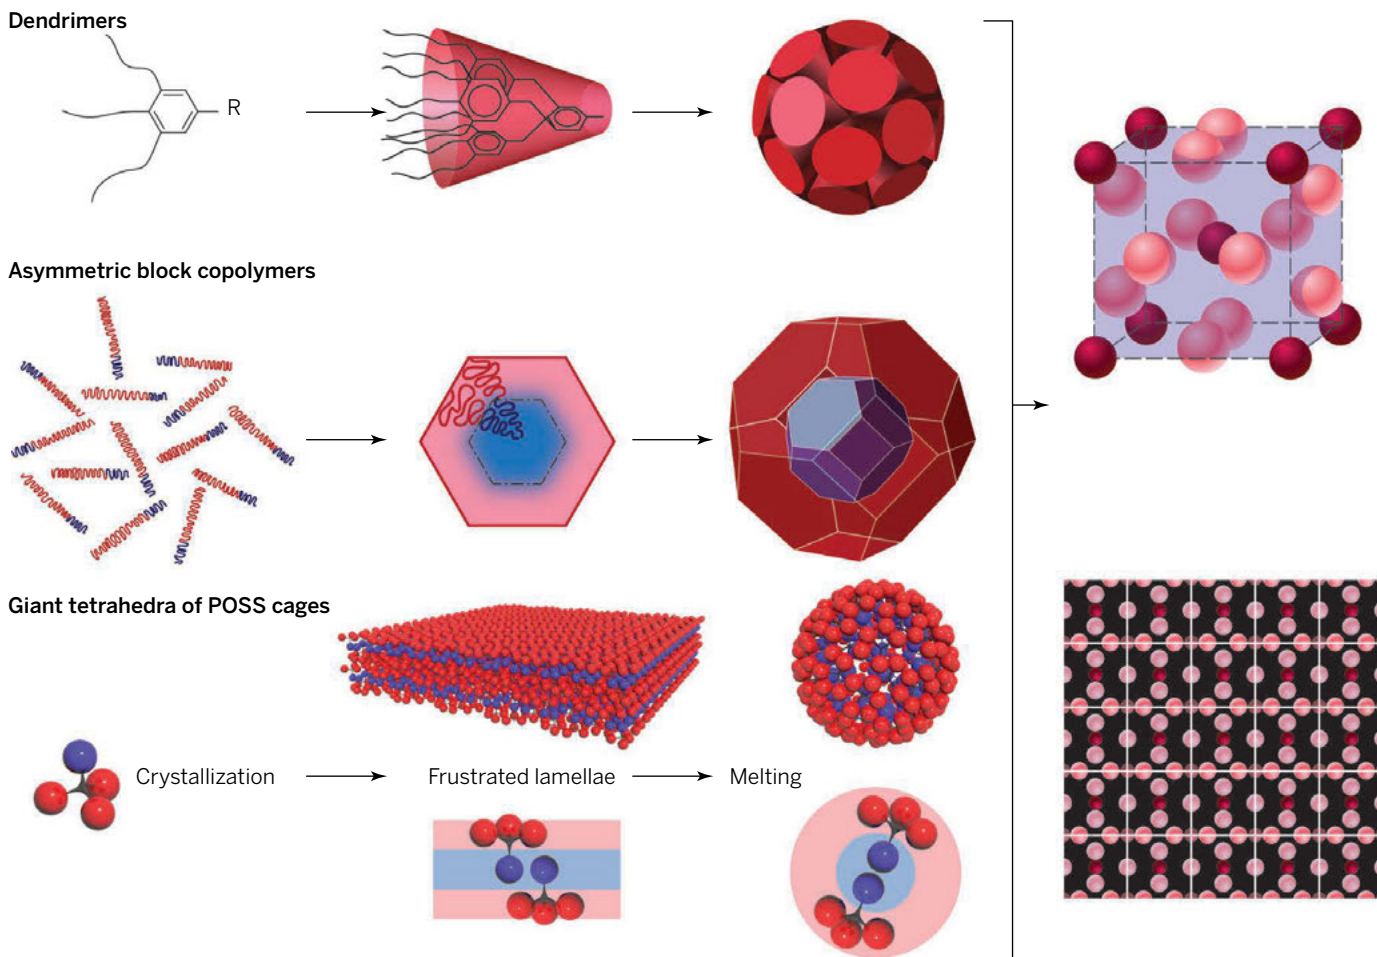 Dendrimers
R
Asymmetric block copolymers
Giant tetrahedra of POSS cages
Crystallization
Frustrated lamellae
Melting